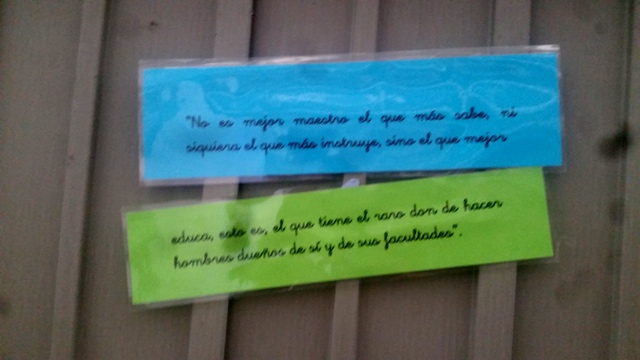 "No es mejor maestro el que más sabe, ni
siquiera el que más instruye, sino el que mejor
educa, esto es, el que tiene el raro don de hacer
hombres dueños de sí y de sus facultades".